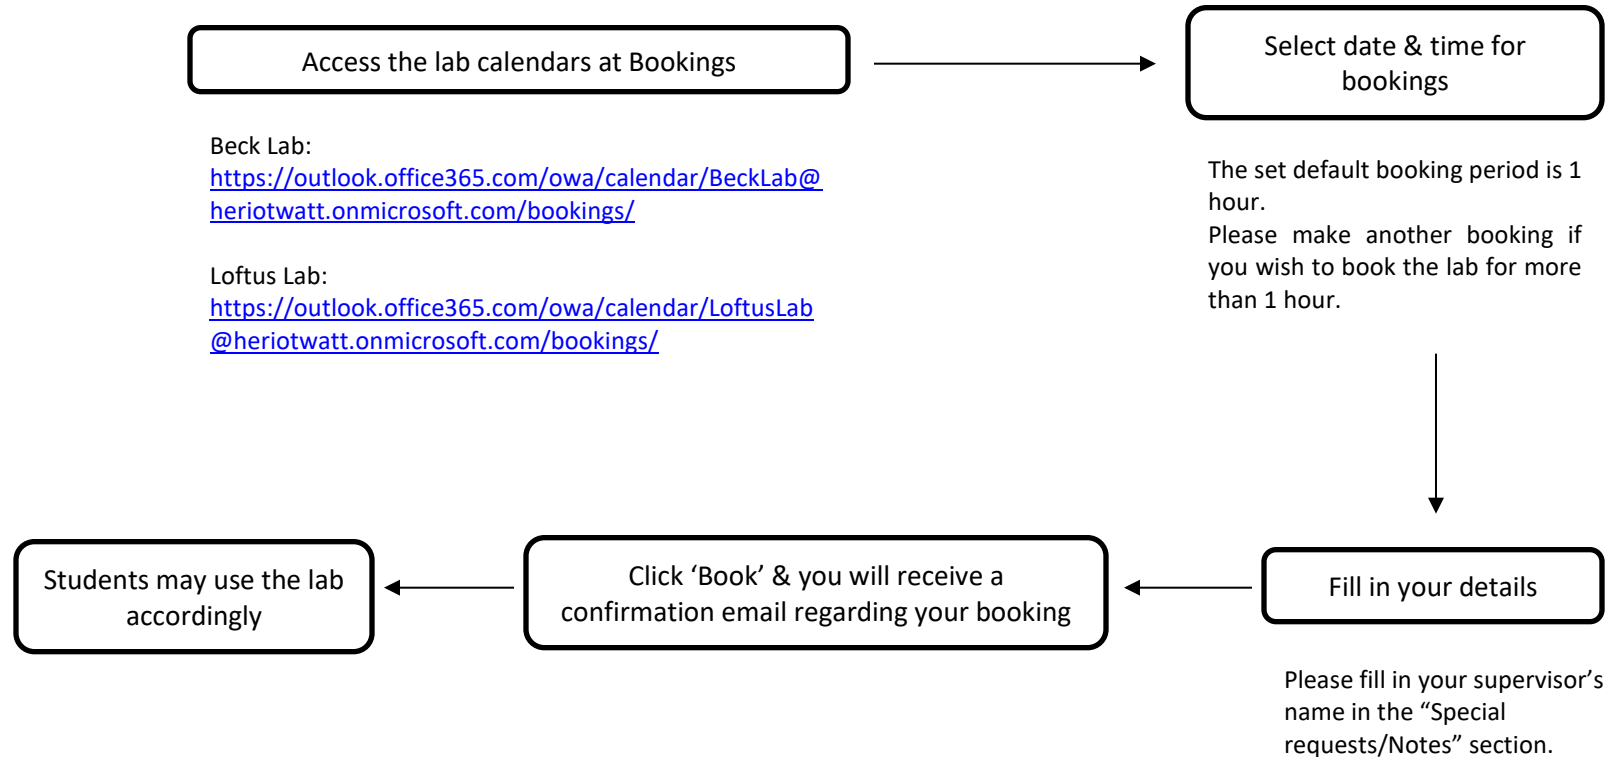 Access the lab calendars at Bookings
Beck Lab:
https://outlook.office365.com/owa/calendar/BeckLab@
heriotwatt.onmicrosoft.com/bookings/
Loftus Lab:
https://outlook.office365.com/owa/calendar/LoftusLab
@heriotwatt.onmicrosoft.com/bookings/
Select date & time for
bookings
The set default booking period is 1
hour.
Please make another booking if
you wish to book the lab for more
than 1 hour.
Fill in your details
Please fill in your supervisor’s
name in the “Special
requests/Notes” section.
Click ‘Book’ & you will receive a
confirmation email regarding your booking
Students may use the lab
accordingly